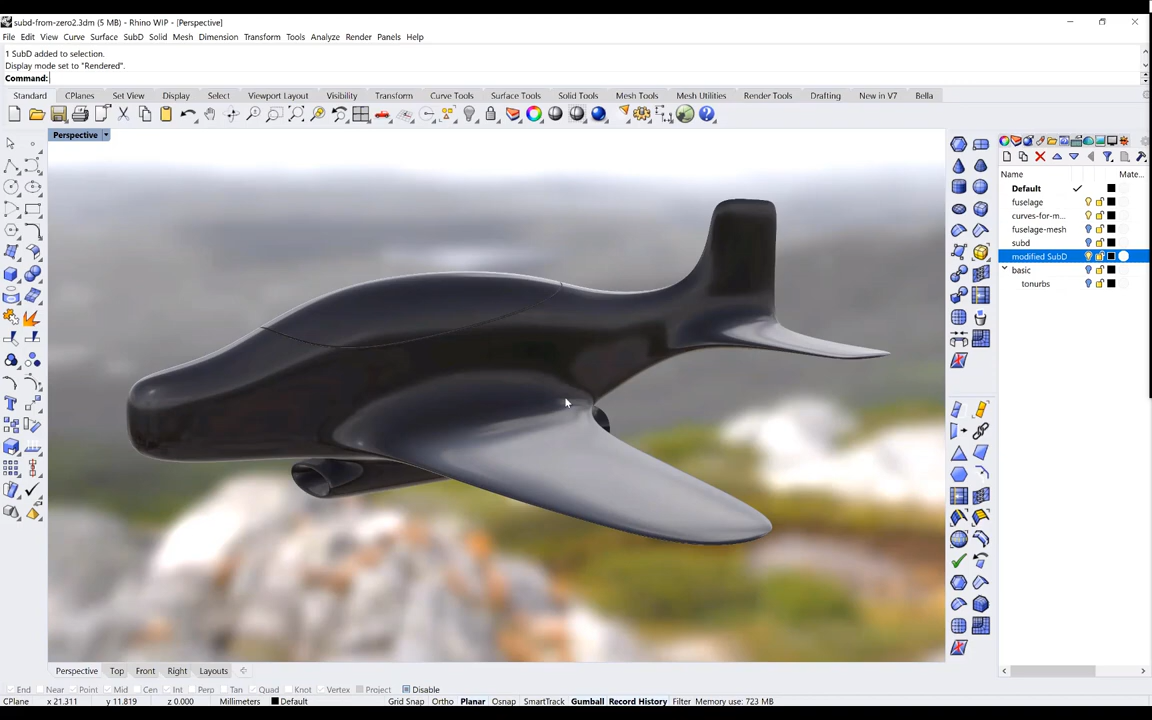 subd-from-zero2.3dm (5 MB) - Rhino WIP - [Perspective]
File Edit View Curve Surface SubD Solid Mesh Dimension Transform Tools Analyze Render Panels Help
1 SubD added to selection.
Display mode set to "Rendered".
Command:
Standard CPlanes Set View Display Select Viewport Layout Visibility Transform Curve Tools Surface Tools Solid Tools Mesh Tools Mesh Utilities Render Tools Drafting New in V7 Bella
Perspective
Name Mate...
Default
fuselage
curves-for-m...
fuselage-mesh
subd
modified SubD
basic
tonurbs
Perspective Top Front Right Layouts
End Near Point Mid Cen Int Perp Tan Quad Knot Vertex Project Disable
CPlane x 21.311 y 11.819 z 0.000 Millimeters Default Grid Snap Ortho Planar Osnap SmartTrack Gumball Record History Filter Memory use: 723 MB